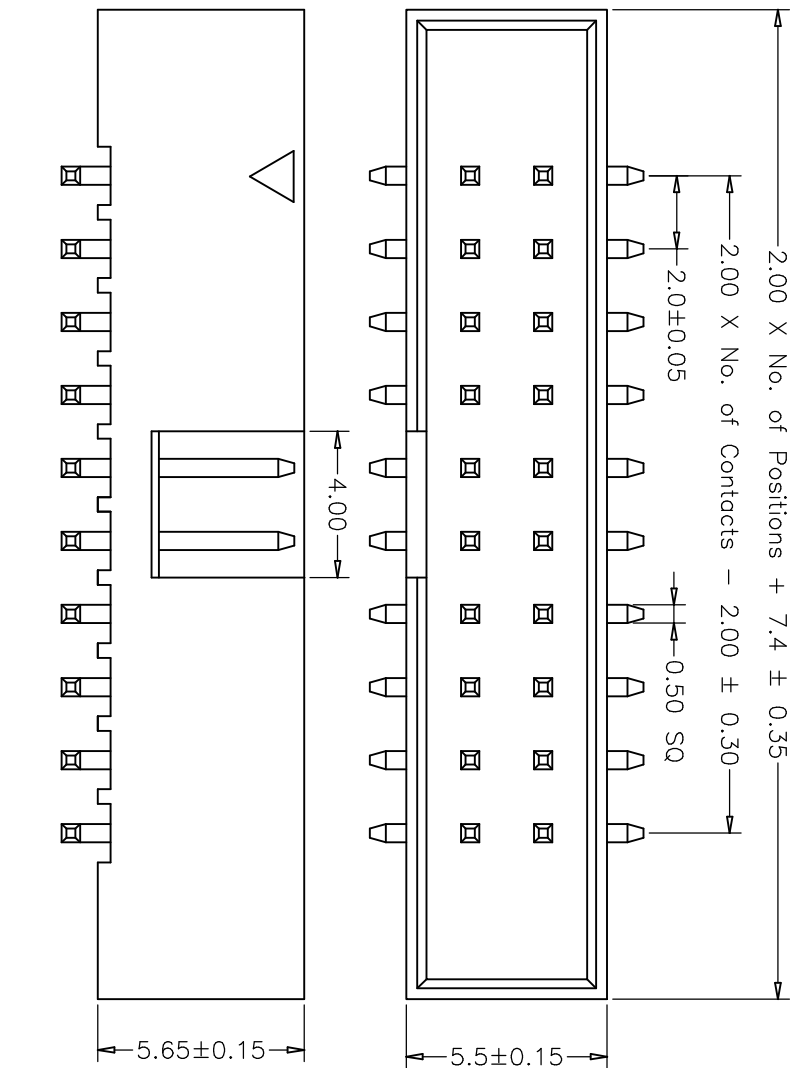 2.00 X No. of Positions + 7.4 ± 0.35
2.00 X No. of Contacts - 2.00 ± 0.30
2.0±0.05
0.50 SQ
4.00
5.65±0.15
5.5±0.15